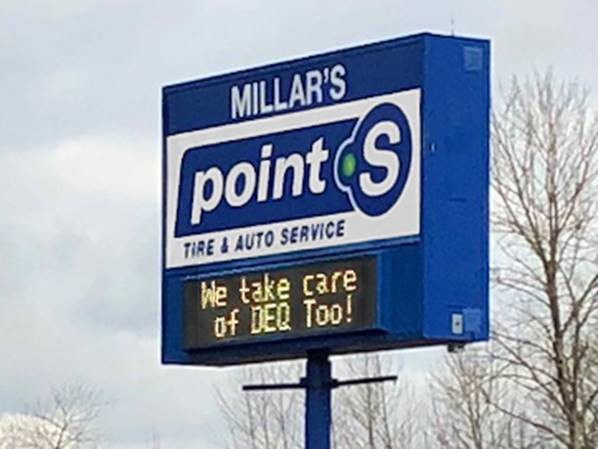 MILLAR'S
point S
TIRE & AUTO SERVICE
We take care
of DEQ Too!